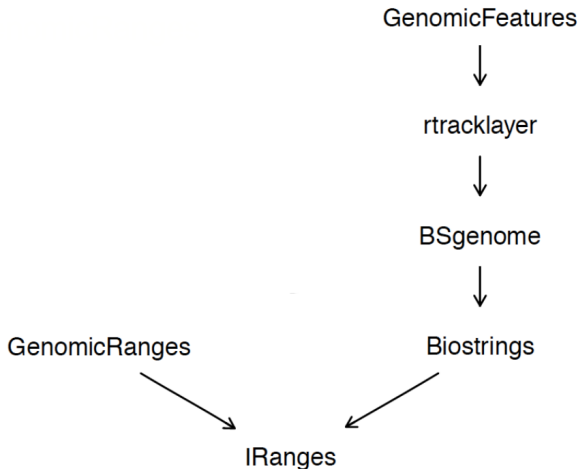 GenomicFeatures
rtracklayer
BSgenome
GenomicRanges
Biostrings
IRanges